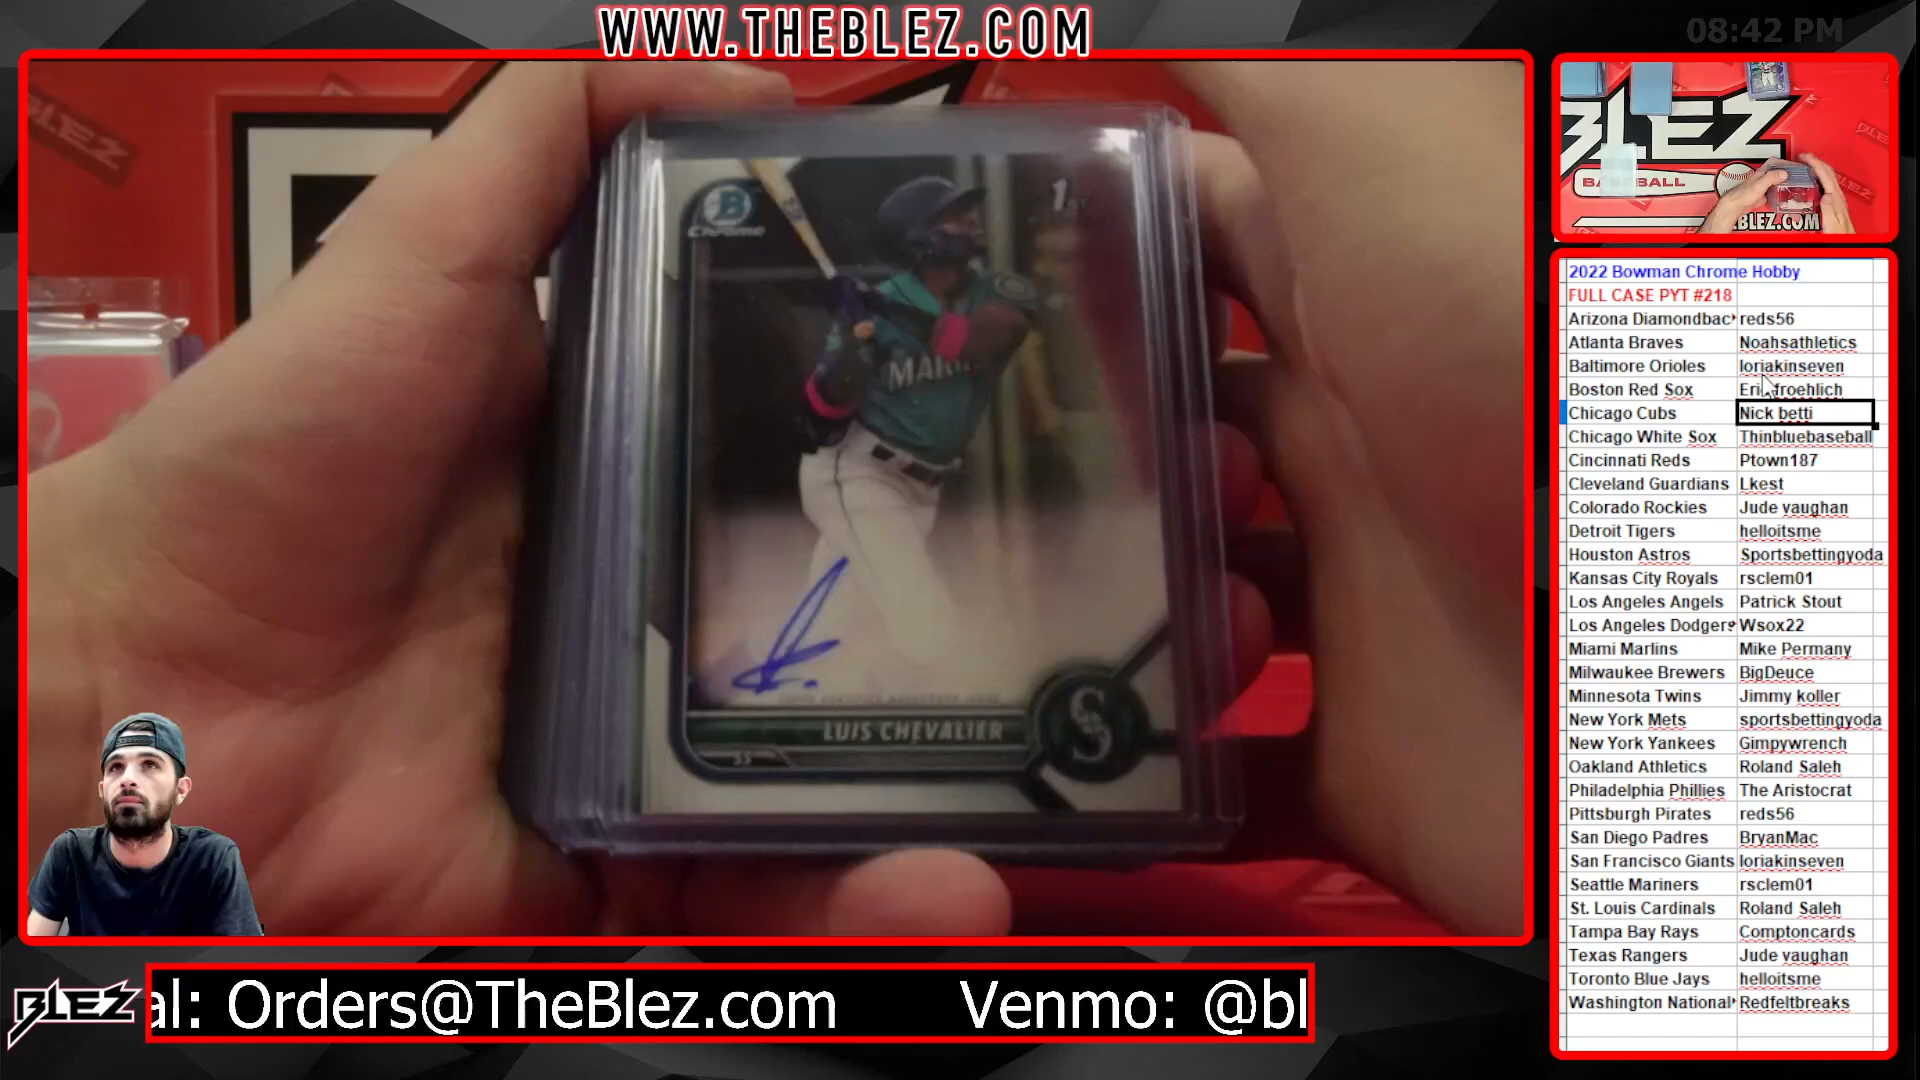 WWW.THEBLEZ.COM
08:42 PM
BLEZ
B
Chrome
1ST
MAR
LUIS CHEVALIER
SS
S
BLEZ
BASEBALL
BLEZ.COM
2022 Bowman Chrome Hobby
FULL CASE PYT #218
Arizona Diamondbac reds56
Atlanta Braves Noahsathletics
Baltimore Orioles loriakinseven
Boston Red Sox Eri froehlich
Chicago Cubs Nick betti
Chicago White Sox Thinbluebaseball
Cincinnati Reds Ptown187
Cleveland Guardians Lkest
Colorado Rockies Jude vaughan
Detroit Tigers helloitsme
Houston Astros Sportsbettingyoda
Kansas City Royals rsclem01
Los Angeles Angels Patrick Stout
Los Angeles Dodgers Wsox22
Miami Marlins Mike Permany
Milwaukee Brewers BigDeuce
Minnesota Twins Jimmy koller
New York Mets sportsbettingyoda
New York Yankees Gimpywrench
Oakland Athletics Roland Saleh
Philadelphia Phillies The Aristocrat
Pittsburgh Pirates reds56
San Diego Padres BryanMac
San Francisco Giants loriakinseven
Seattle Mariners rsclem01
St. Louis Cardinals Roland Saleh
Tampa Bay Rays Comptoncards
Texas Rangers Jude vaughan
Toronto Blue Jays helloitsme
Washington National Redfeltbreaks
BLEZ
al: Orders@TheBlez.com Venmo: @bl